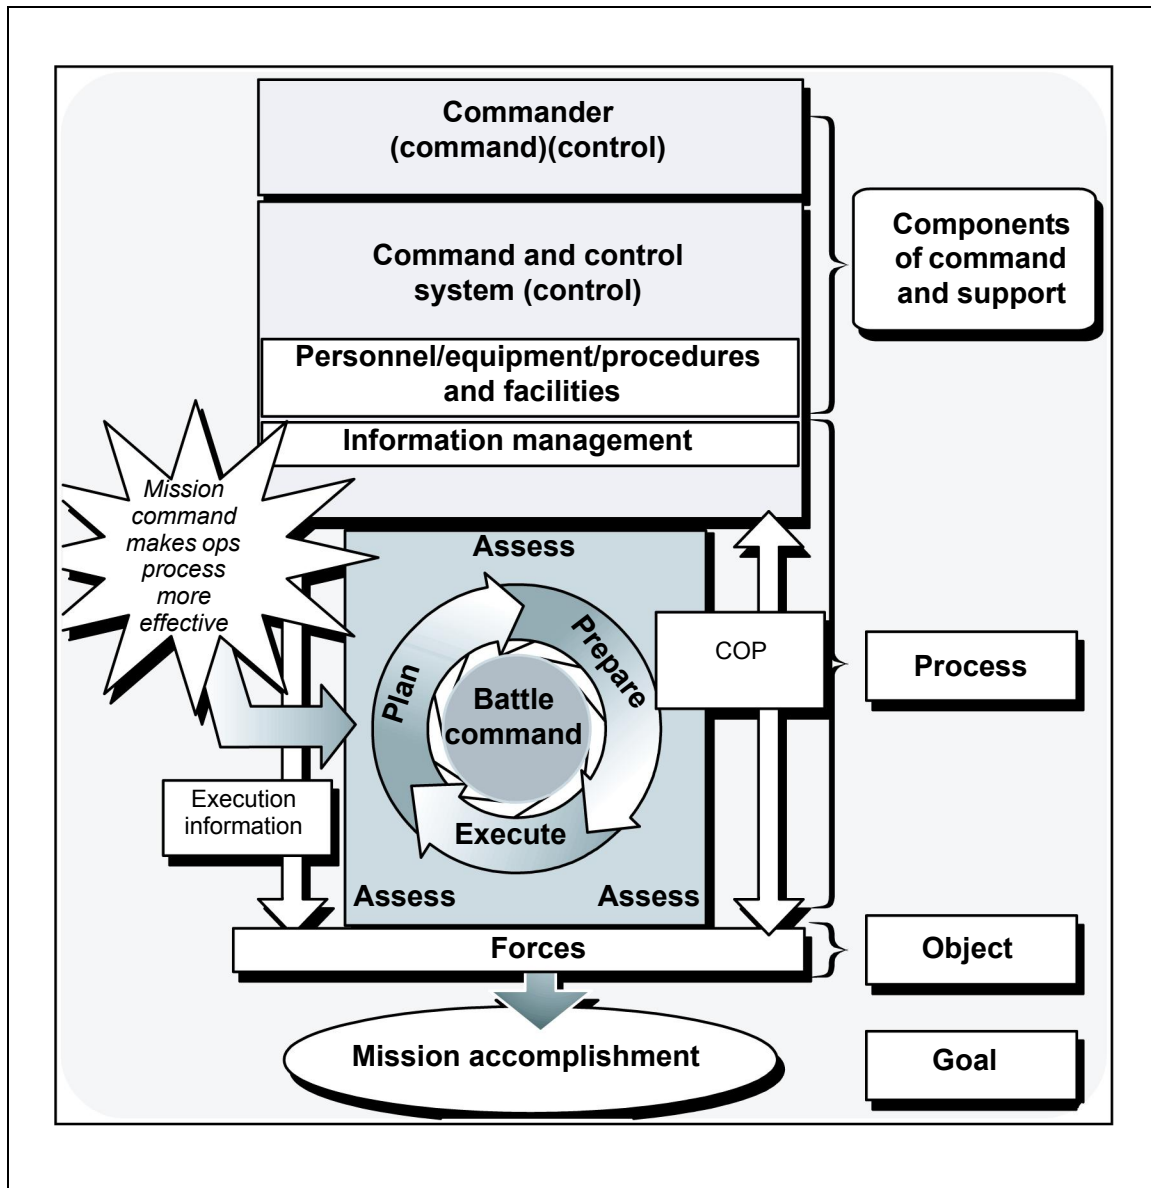 Commander
(command)(control)
Components
of command
and support
Command and control
system (control)
Personnel/equipment/procedures
and facilities
Information management
Mission
command
makes ops
process
more
effective
Assess
Plan
Prepare
Battle
command
Execute
COP
Process
Execution
information
Assess
Assess
Forces
Object
Mission accomplishment
Goal